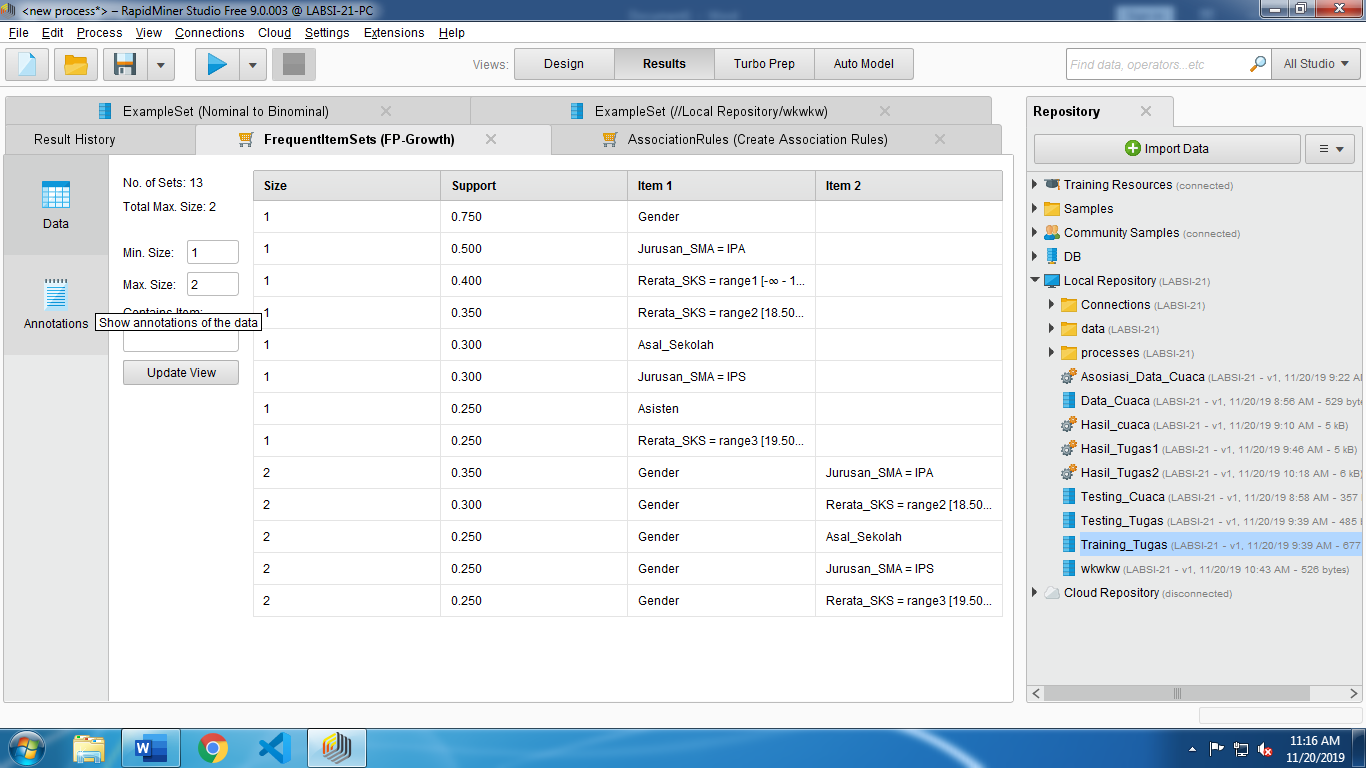 <new process*> – RapidMiner Studio Free 9.0.003 @ LABSI-21-PC
File Edit Process View Connections Cloud Settings Extensions Help
Views: Design Results Turbo Prep Auto Model
Find data, operators...etc All Studio
ExampleSet (Nominal to Binominal) ExampleSet (//Local Repository/wkwkw)
Result History FrequentItemSets (FP-Growth) AssociationRules (Create Association Rules)
Data
Annotations
No. of Sets: 13
Total Max. Size: 2
Min. Size: 1
Max. Size: 2
Show annotations of the data
Update View
Size Support Item 1 Item 2
1 0.750 Gender
1 0.500 Jurusan_SMA = IPA
1 0.400 Rerata_SKS = range1 [-∞ - 1...
1 0.350 Rerata_SKS = range2 [18.50...
1 0.300 Asal_Sekolah
1 0.300 Jurusan_SMA = IPS
1 0.250 Asisten
1 0.250 Rerata_SKS = range3 [19.50...
2 0.350 Gender Jurusan_SMA = IPA
2 0.300 Gender Rerata_SKS = range2 [18.50...
2 0.250 Gender Asal_Sekolah
2 0.250 Gender Jurusan_SMA = IPS
2 0.250 Gender Rerata_SKS = range3 [19.50...
Repository
Import Data
Training Resources (connected)
Samples
Community Samples (connected)
DB
Local Repository (LABSI-21)
Connections (LABSI-21)
data (LABSI-21)
processes (LABSI-21)
Asosiasi_Data_Cuaca (LABSI-21 - v1, 11/20/19 9:22 A
Data_Cuaca (LABSI-21 - v1, 11/20/19 8:56 AM - 529 byte
Hasil_cuaca (LABSI-21 - v1, 11/20/19 9:10 AM - 5 kB)
Hasil_Tugas1 (LABSI-21 - v1, 11/20/19 9:46 AM - 5 kB)
Hasil_Tugas2 (LABSI-21 - v1, 11/20/19 10:18 AM - 6 kB)
Testing_Cuaca (LABSI-21 - v1, 11/20/19 8:58 AM - 357
Testing_Tugas (LABSI-21 - v1, 11/20/19 9:39 AM - 485 b
Training_Tugas (LABSI-21 - v1, 11/20/19 9:39 AM - 677
wkwkw (LABSI-21 - v1, 11/20/19 10:43 AM - 526 bytes)
Cloud Repository (disconnected)
11:16 AM
11/20/2019